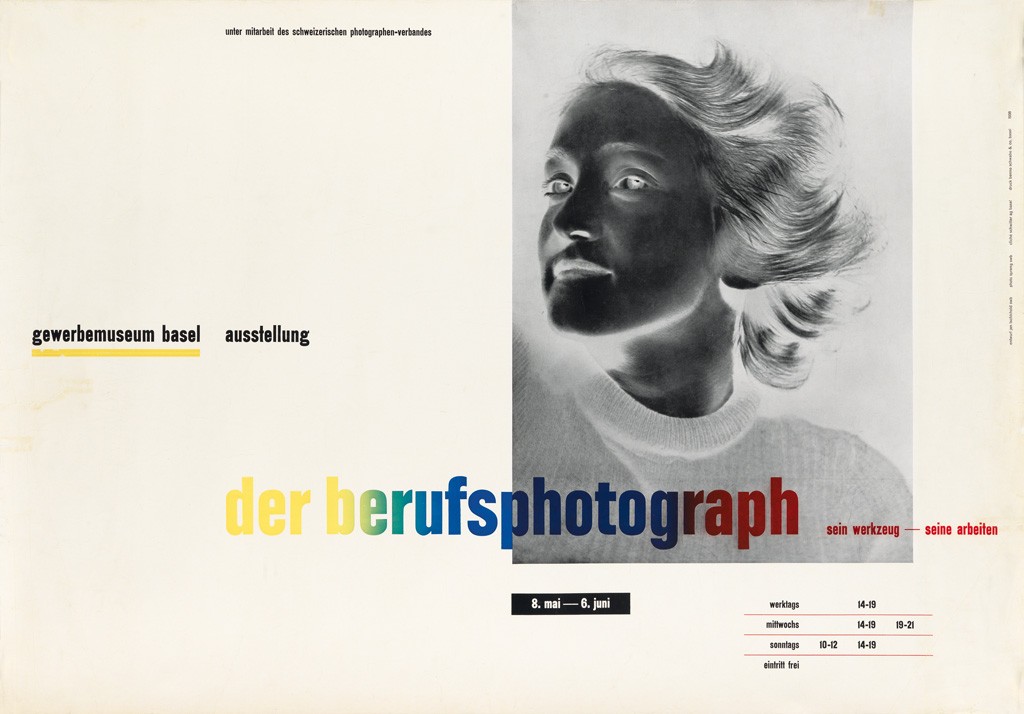 unter mitarbeit des schweizerischen photographen-verbandes
gewerbemuseum basel ausstellung
der berufsphotograph
sein werkzeug — seine arbeiten
8. mai — 6. juni
werktags 14-19
mittwochs 14-19 19-21
sonntags 10-12 14-19
eintritt frei